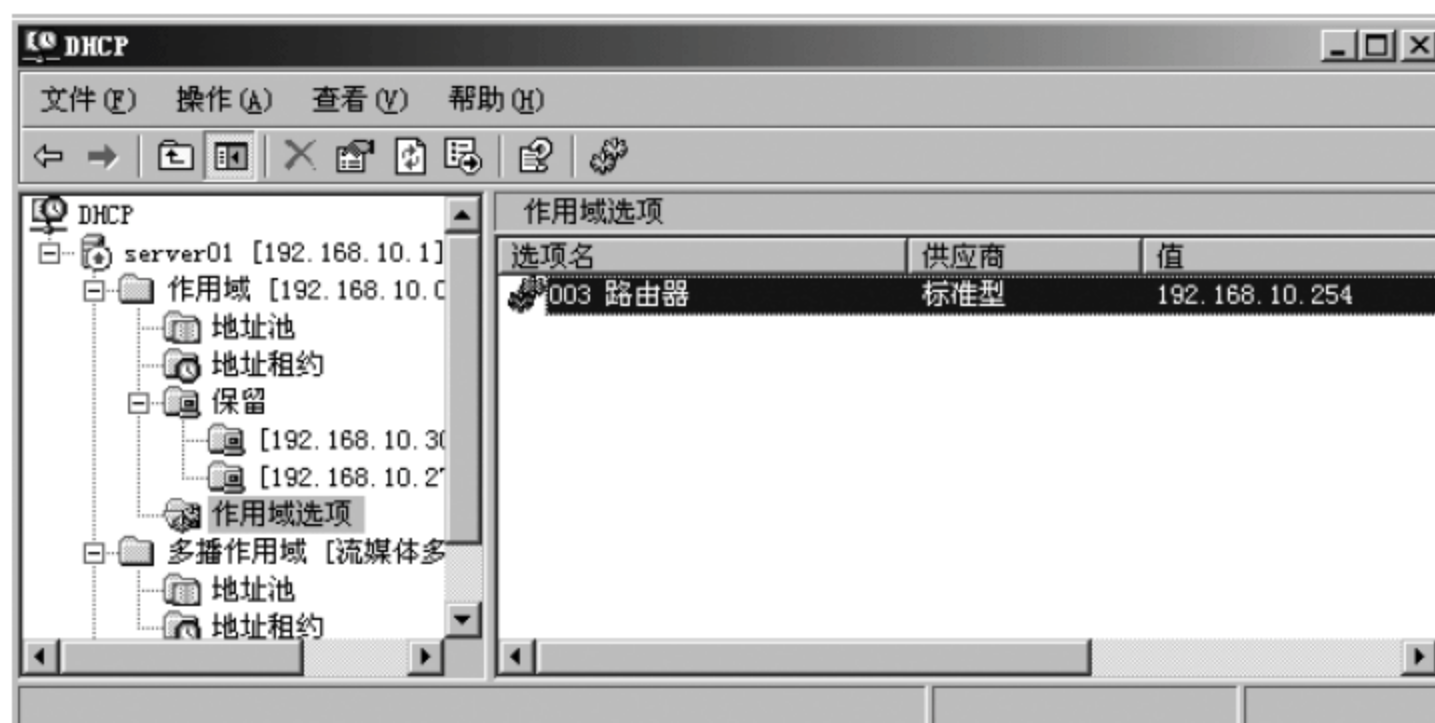 DHCP
文件(F) 操作(A) 查看(V) 帮助(H)
DHCP
server01 [192.168.10.1]
作用域 [192.168.10.
地址池
地址租约
保留
[192.168.10.30
[192.168.10.2
作用域选项
多播作用域 [流媒体多
地址池
地址租约
作用域选项
选项名 供应商 值
003 路由器 标准型 192.168.10.254